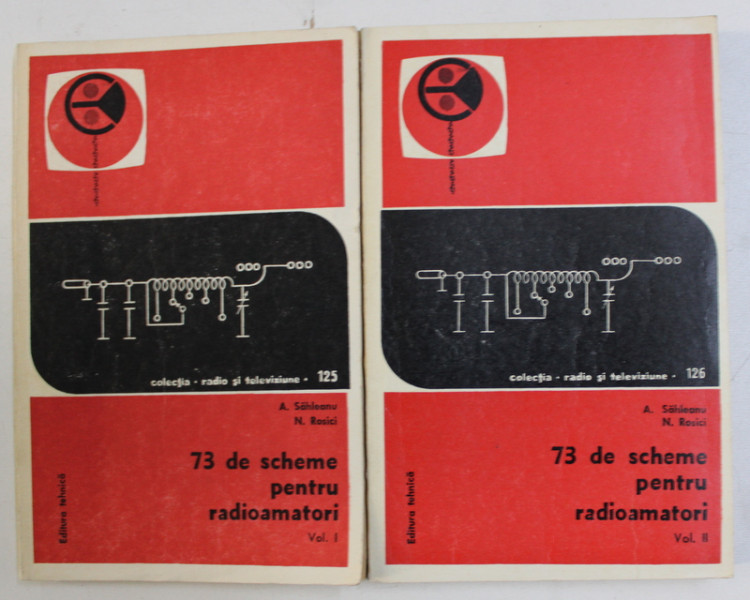 colecția · radio și televiziune · 125
A. Săhleanu
N. Rosici
73 de scheme
pentru
radioamatori
Vol. I
Editura tehnică
colecția · radio și televiziune · 126
A. Săhleanu
N. Rosici
73 de scheme
pentru
radioamatori
Vol. II
Editura tehnică